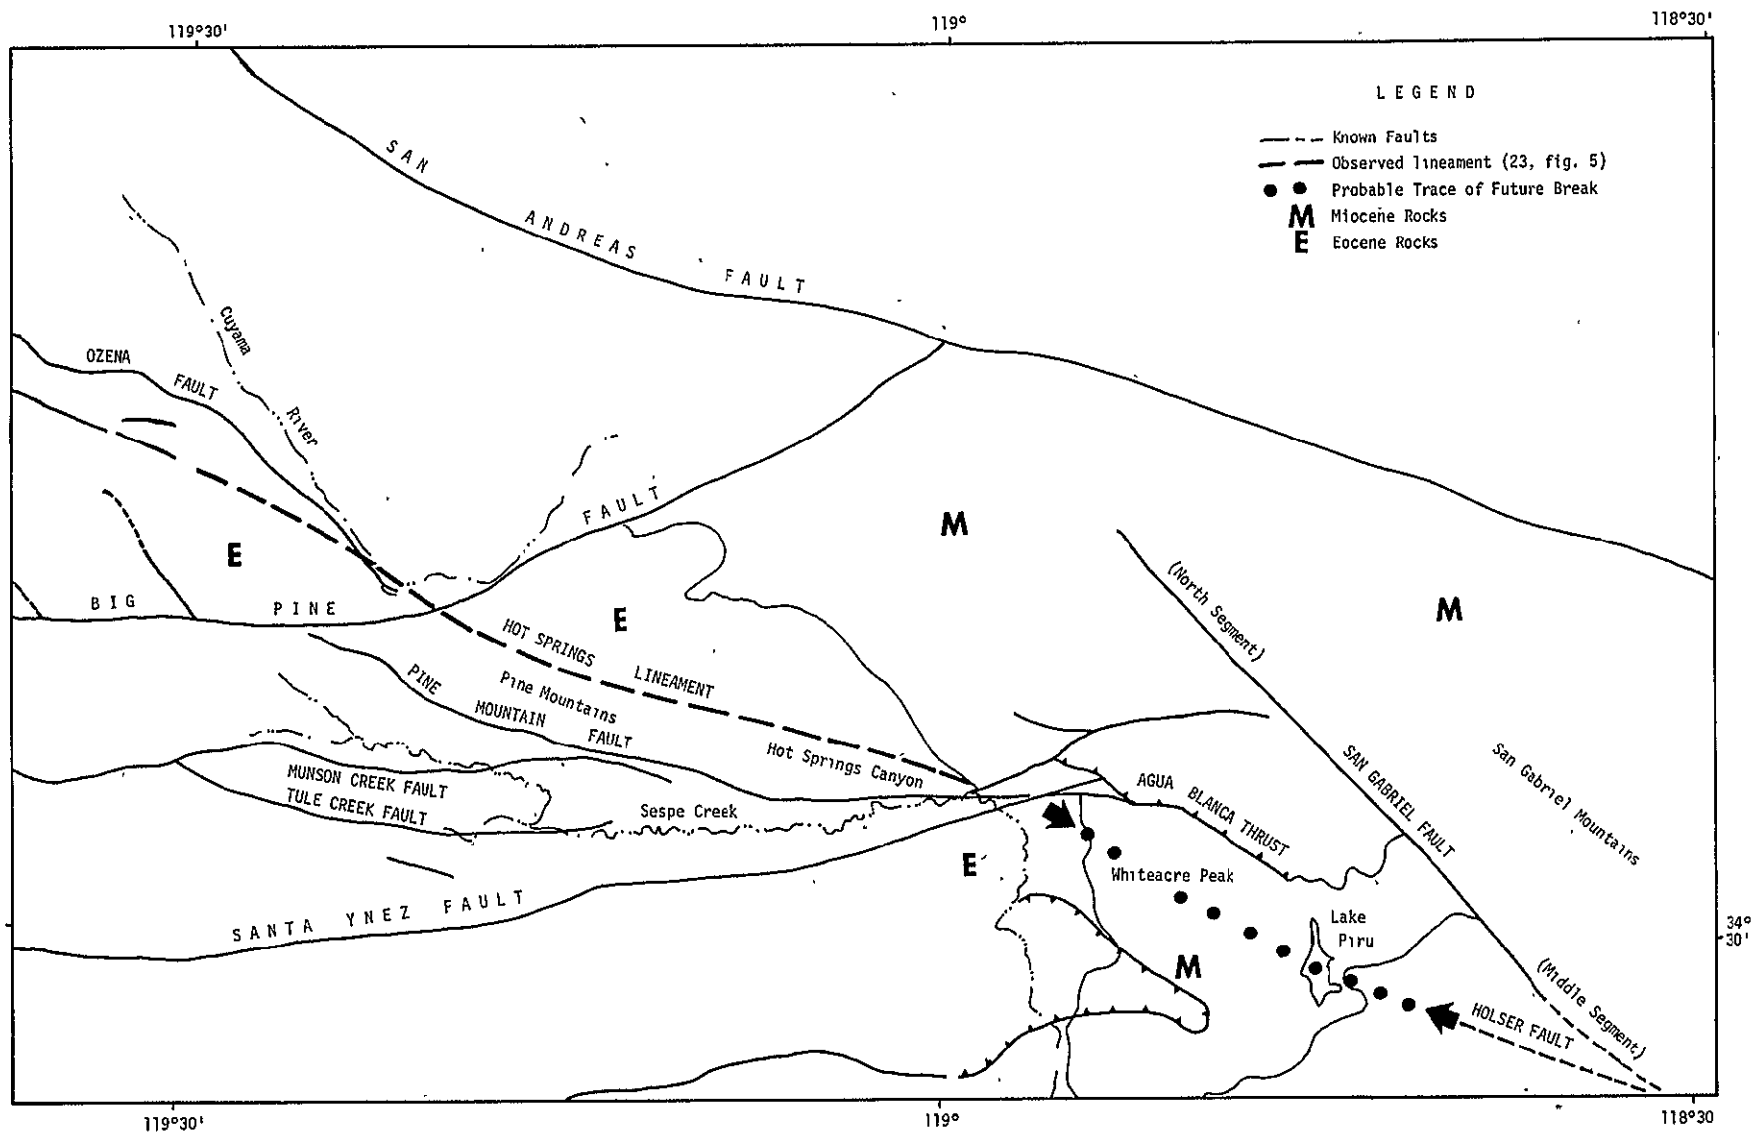 119°30'
119°
118°30'
LEGEND
Known Faults
Observed lineament (23, fig. 5)
Probable Trace of Future Break
M Miocene Rocks
E Eocene Rocks
SAN ANDREAS FAULT
Cuyama River
OZENA FAULT
E
BIG PINE FAULT
M
M
E
(North Segment)
HOT SPRINGS LINEAMENT
Pine Mountains
PINE MOUNTAIN FAULT
Hot Springs Canyon
SAN GABRIEL FAULT
San Gabriel Mountains
MUNSON CREEK FAULT
TULE CREEK FAULT
Sespe Creek
AGUA BLANCA THRUST
E
Whiteacre Peak
SANTA YNEZ FAULT
Lake
Piru
34°
30'
M
(Middle Segment)
HOLSER FAULT
119°30'
119°
118°30